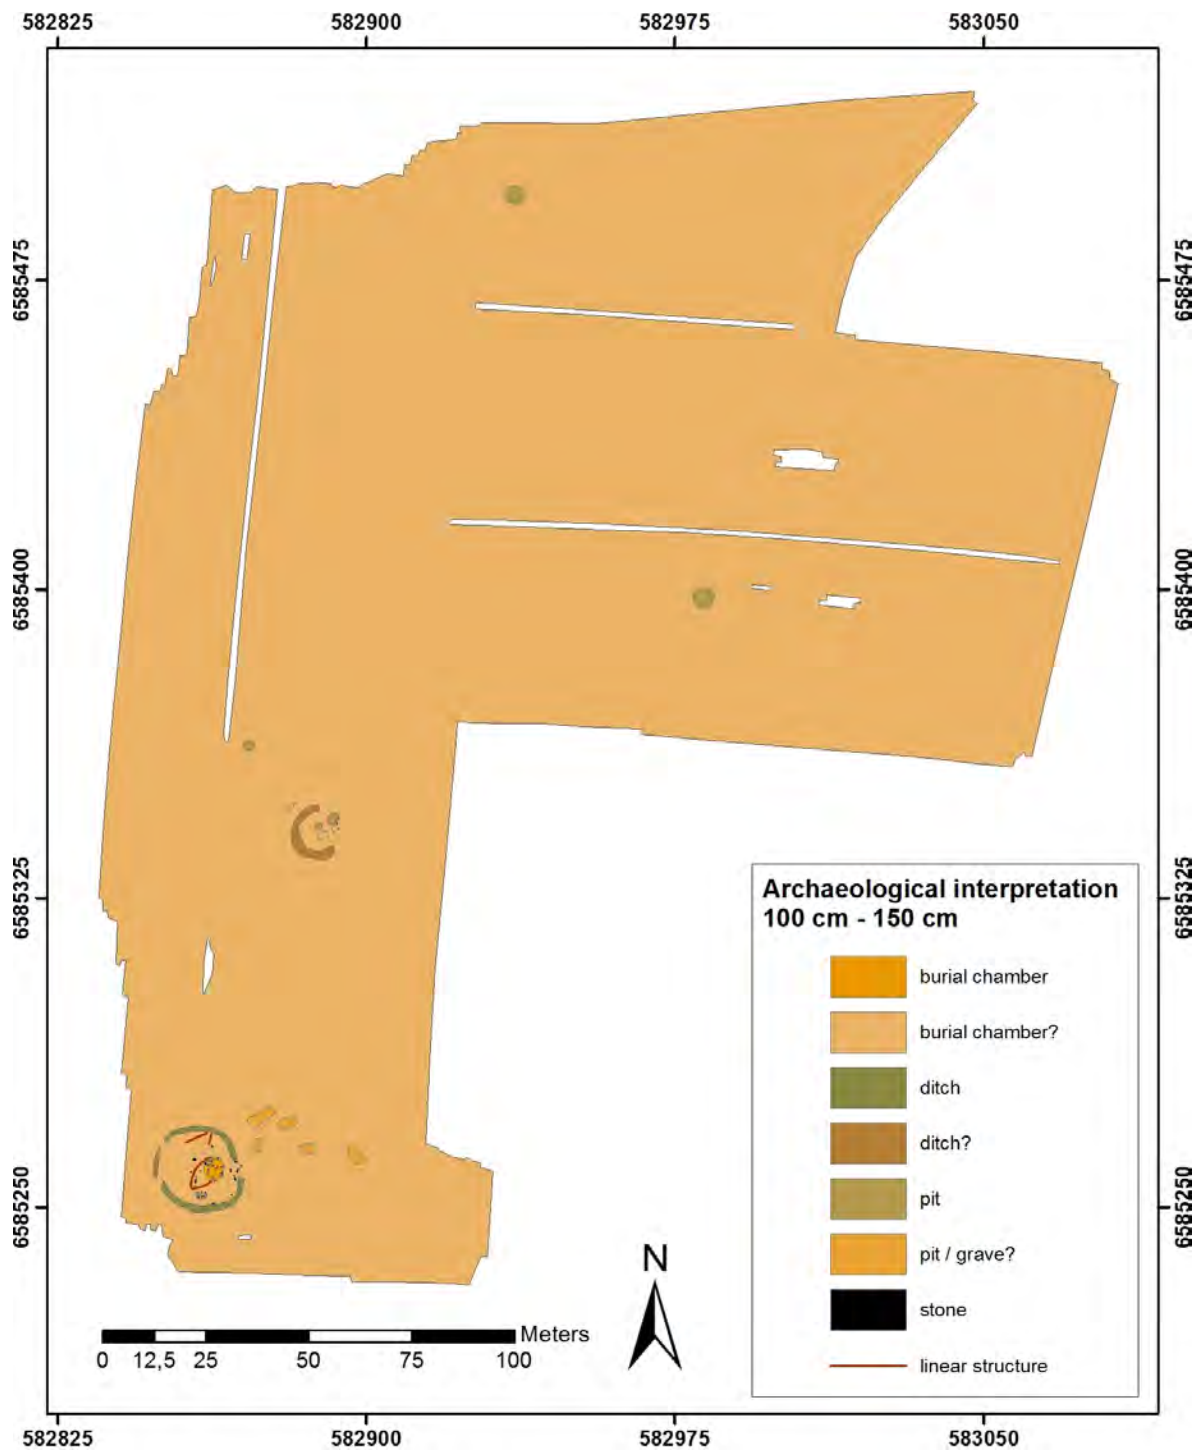 582825 582900 582975 583050
6585475 6585475
6585400 6585400
6585325 6585325
Archaeological interpretation
100 cm - 150 cm
burial chamber
burial chamber?
ditch
ditch?
pit
6585250 6585250
pit / grave?
N
stone
Meters
0 12,5 25 50 75 100
linear structure
582825 582900 582975 583050